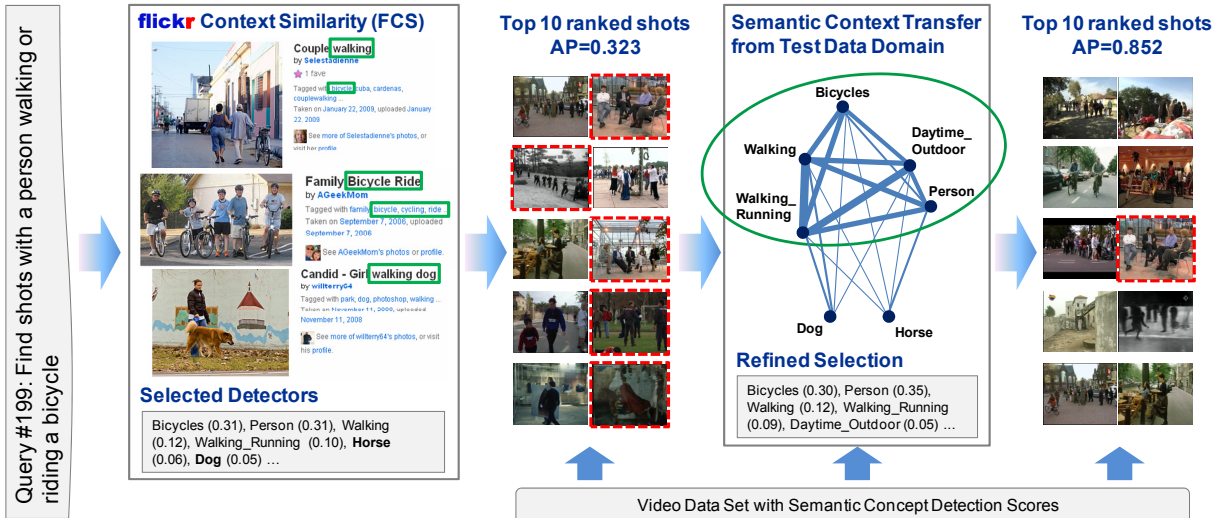 Query #199: Find shots with a person walking or
riding a bicycle
flickr Context Similarity (FCS)
Couple walking
by Selestadienne
1 fave
Tagged with bicycle, cuba, cardenas,
couplewalking ...
Taken on January 22, 2009, uploaded January
22, 2009
See more of Selestadienne's photos, or
visit her profile.
Family Bicycle Ride
by AGeekMom
Tagged with family, bicycle, cycling, ride ...
Taken on September 7, 2006, uploaded
September 7, 2006
See AGeekMom's photos or profile.
Candid - Girl walking dog
by willterry64
Tagged with park, dog, photoshop, walking ...
Taken on November 11, 2009, uploaded
November 11, 2008
See more of willterry64's photos, or visit
his profile.
Selected Detectors
Bicycles (0.31), Person (0.31), Walking
(0.12), Walking_Running (0.10), Horse
(0.06), Dog (0.05) ...
Top 10 ranked shots
AP=0.323
Semantic Context Transfer
from Test Data Domain
Bicycles
Daytime_
Outdoor
Walking
Person
Walking_
Running
Dog
Horse
Refined Selection
Bicycles (0.30), Person (0.35),
Walking (0.12), Walking_Running
(0.09), Daytime_Outdoor (0.05) ...
Top 10 ranked shots
AP=0.852
Video Data Set with Semantic Concept Detection Scores